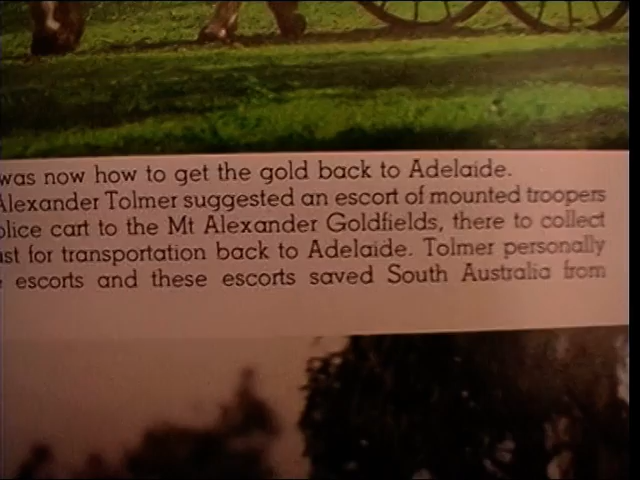 was now how to get the gold back to Adelaide.
Alexander Tolmer suggested an escort of mounted troopers
olice cart to the Mt Alexander Goldfields, there to collect
ust for transportation back to Adelaide. Tolmer personally
escorts and these escorts saved South Australia from